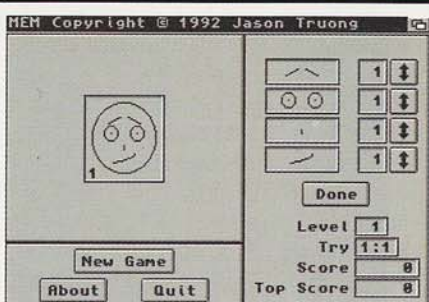 MEM Copyright © 1992 Jason Truong
1
1
1
1
1
Done
Level 1
Try 1:1
Score 0
Top Score 0
New Game
About Quit